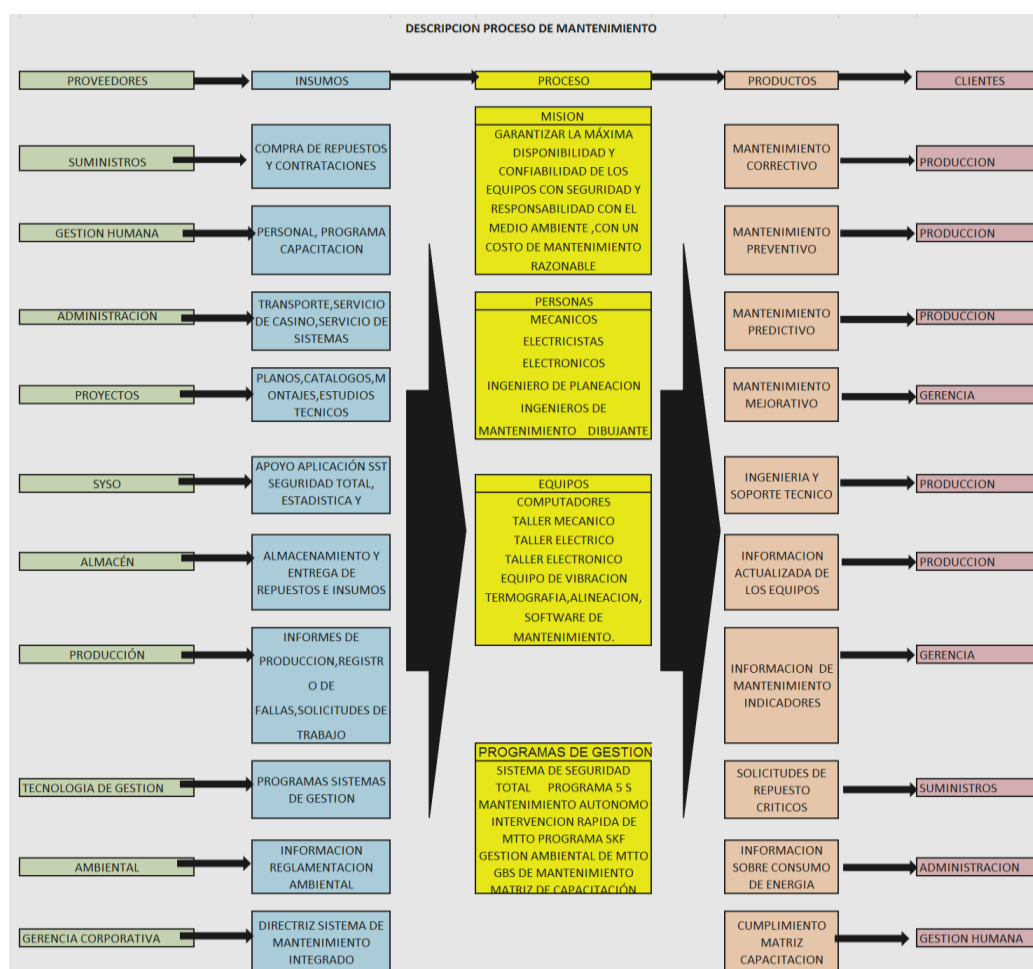 DESCRIPCION PROCESO DE MANTENIMIENTO
PROVEEDORES
INSUMOS
PROCESO
PRODUCTOS
CLIENTES
SUMINISTROS
COMPRA DE REPUESTOS
Y CONTRATACIONES
GESTION HUMANA
PERSONAL, PROGRAMA
CAPACITACION
ADMINISTRACION
TRANSPORTE,SERVICIO
DE CASINO,SERVICIO DE
SISTEMAS
PROYECTOS
PLANOS,CATALOGOS,M
ONTAJES,ESTUDIOS
TECNICOS
SYSO
APOYO APLICACIÓN SST
SEGURIDAD TOTAL,
ESTADISTICA Y
ALMACÉN
ALMACENAMIENTO Y
ENTREGA DE
REPUESTOS E INSUMOS
PRODUCCIÓN
INFORMES DE
PRODUCCION,REGISTR
O DE
FALLAS,SOLICITUDES DE
TRABAJO
TECNOLOGIA DE GESTION
PROGRAMAS SISTEMAS
DE GESTION
AMBIENTAL
INFORMACION
REGLAMENTACION
AMBIENTAL
GERENCIA CORPORATIVA
DIRECTRIZ SISTEMA DE
MANTENIMIENTO
INTEGRADO
MISION
GARANTIZAR LA MÁXIMA
DISPONIBILIDAD Y
CONFIABILIDAD DE LOS
EQUIPOS CON SEGURIDAD Y
RESPONSABILIDAD CON EL
MEDIO AMBIENTE ,CON UN
COSTO DE MANTENIMIENTO
RAZONABLE
PERSONAS
MECANICOS
ELECTRICISTAS
ELECTRONICOS
INGENIERO DE PLANEACION
INGENIEROS DE
MANTENIMIENTO DIBUJANTE
EQUIPOS
COMPUTADORES
TALLER MECANICO
TALLER ELECTRICO
TALLER ELECTRONICO
EQUIPO DE VIBRACION
TERMOGRAFIA,ALINEACION,
SOFTWARE DE
MANTENIMIENTO.
PROGRAMAS DE GESTION
SISTEMA DE SEGURIDAD
TOTAL PROGRAMA 5 S
MANTENIMIENTO AUTONOMO
INTERVENCION RAPIDA DE
MTTO PROGRAMA SKF
GESTION AMBIENTAL DE MTTO
GBS DE MANTENIMIENTO
MATRIZ DE CAPACITACIÓN
MANTENIMIENTO
CORRECTIVO
PRODUCCION
MANTENIMIENTO
PREVENTIVO
PRODUCCION
MANTENIMIENTO
PREDICTIVO
PRODUCCION
MANTENIMIENTO
MEJORATIVO
GERENCIA
INGENIERIA Y
SOPORTE TECNICO
PRODUCCION
INFORMACION
ACTUALIZADA DE
LOS EQUIPOS
PRODUCCION
INFORMACION DE
MANTENIMIENTO
INDICADORES
GERENCIA
SOLICITUDES DE
REPUESTO
CRITICOS
SUMINISTROS
INFORMACION
SOBRE CONSUMO
DE ENERGIA
ADMINISTRACION
CUMPLIMIENTO
MATRIZ
CAPACITACION
GESTION HUMANA